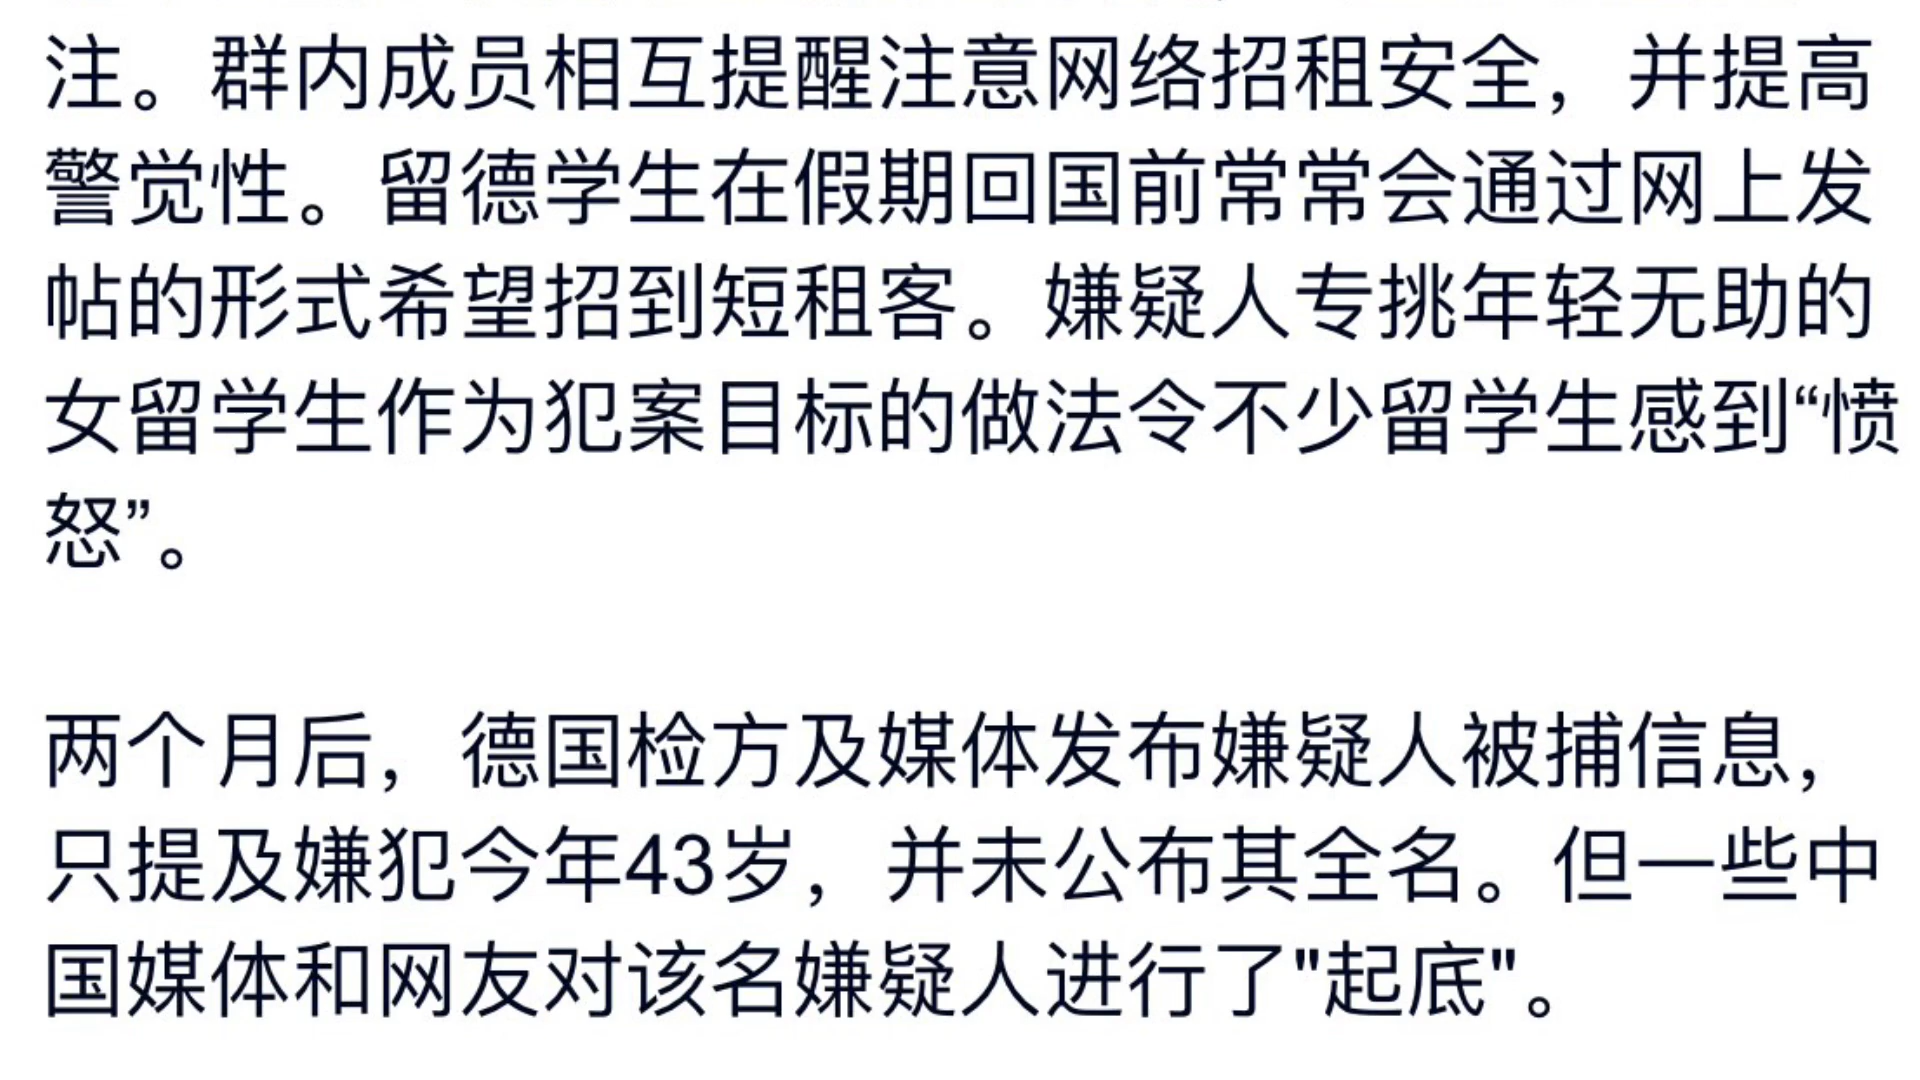 注。群内成员相互提醒注意网络招租安全，并提高
警觉性。留德学生在假期回国前常常会通过网上发
帖的形式希望招到短租客。嫌疑人专挑年轻无助的
女留学生作为犯案目标的做法令不少留学生感到“愤
怒”。
两个月后，德国检方及媒体发布嫌疑人被捕信息，
只提及嫌犯今年43岁，并未公布其全名。但一些中
国媒体和网友对该名嫌疑人进行了"起底"。